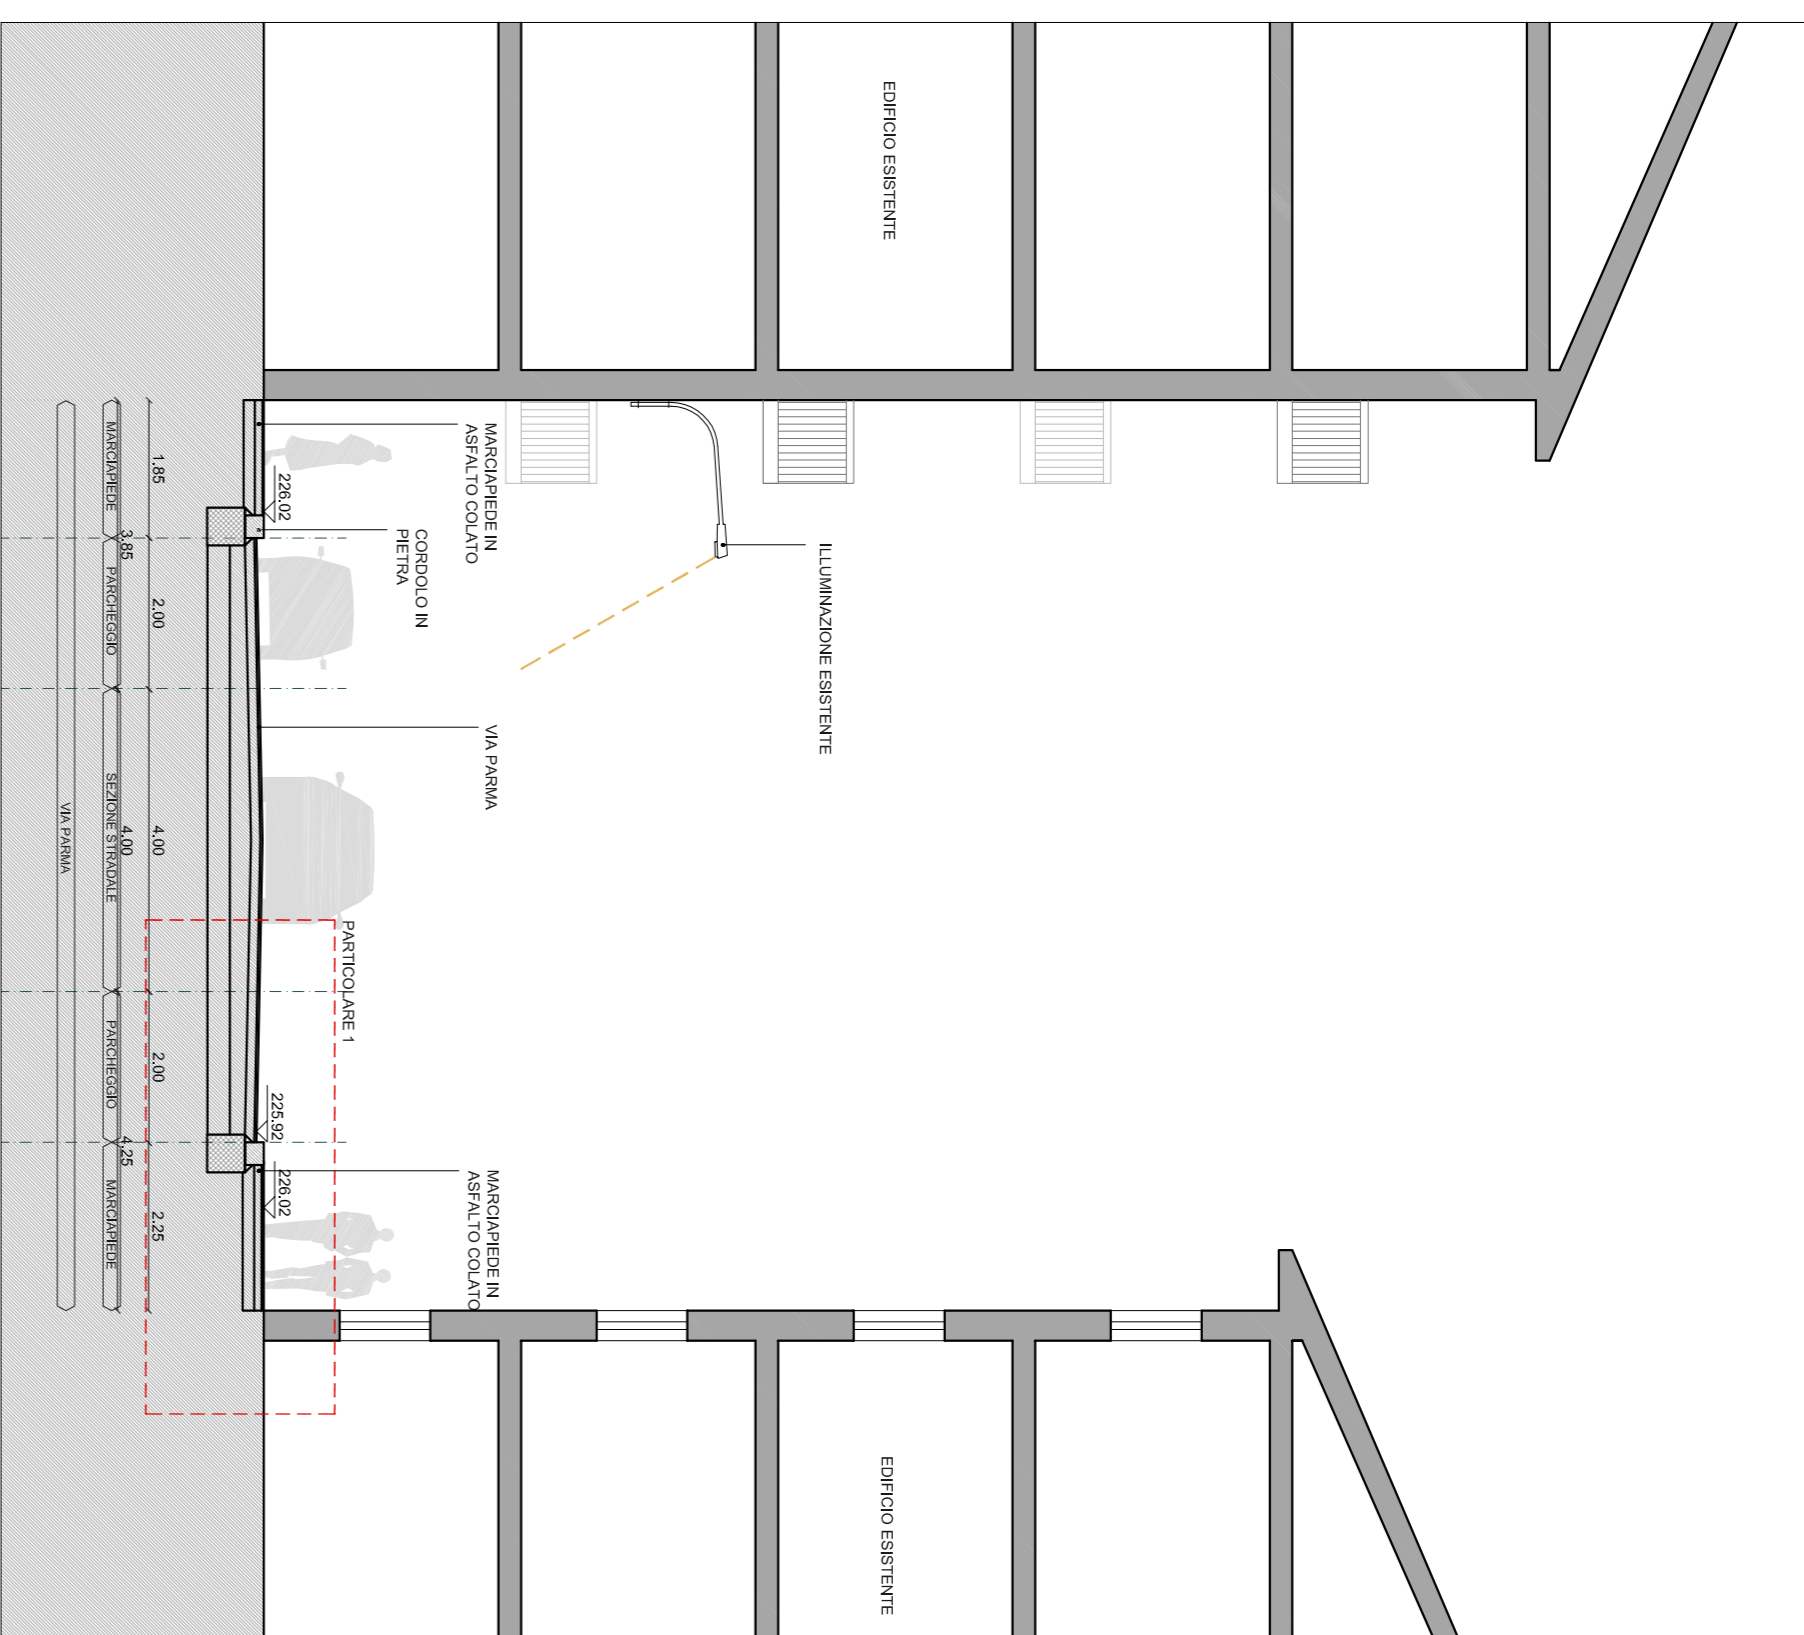 EDIFICIO ESISTENTE
ILLUMINAZIONE ESISTENTE
MARCIAPIEDE IN
ASFALTO COLATO
CORDOLO IN
PIETRA
VIA PARMA
MARCIAPIEDE IN
ASFALTO COLATO
EDIFICIO ESISTENTE
PARTICOLARE 1
226.02
225.92
226.02
1.85
2.00
4.00
2.00
2.25
3.85
4.00
4.25
MARCIAPIEDE
PARCHEGGIO
SEZIONE STRADALE
PARCHEGGIO
MARCIAPIEDE
VIA PARMA